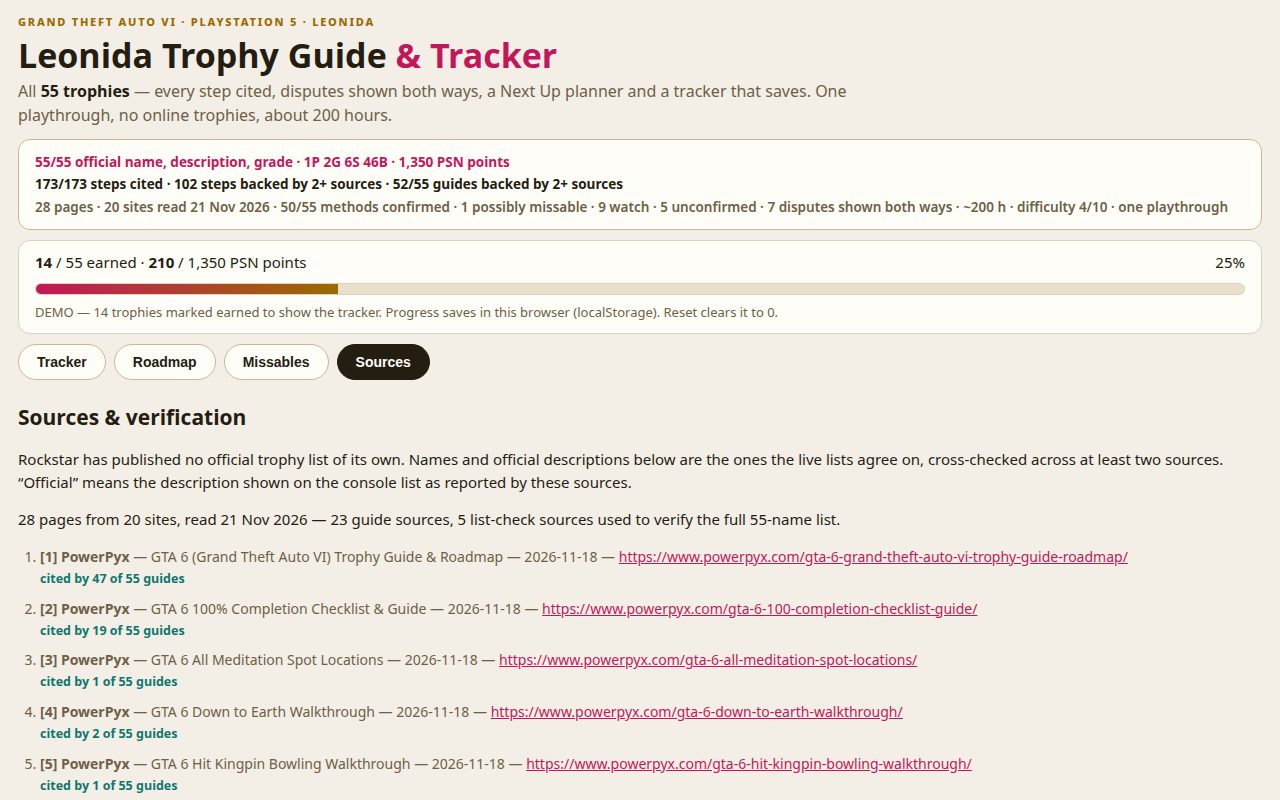 GRAND THEFT AUTO VI · PLAYSTATION 5 · LEONIDA
Leonida Trophy Guide & Tracker
All 55 trophies — every step cited, disputes shown both ways, a Next Up planner and a tracker that saves. One
playthrough, no online trophies, about 200 hours.
55/55 official name, description, grade · 1P 2G 6S 46B · 1,350 PSN points
173/173 steps cited · 102 steps backed by 2+ sources · 52/55 guides backed by 2+ sources
28 pages · 20 sites read 21 Nov 2026 · 50/55 methods confirmed · 1 possibly missable · 9 watch · 5 unconfirmed · 7 disputes shown both ways · ~200 h · difficulty 4/10 · one playthrough
14 / 55 earned · 210 / 1,350 PSN points
25%
DEMO — 14 trophies marked earned to show the tracker. Progress saves in this browser (localStorage). Reset clears it to 0.
Tracker
Roadmap
Missables
Sources
Sources & verification
Rockstar has published no official trophy list of its own. Names and official descriptions below are the ones the live lists agree on, cross-checked across at least two sources.
“Official” means the description shown on the console list as reported by these sources.
28 pages from 20 sites, read 21 Nov 2026 — 23 guide sources, 5 list-check sources used to verify the full 55-name list.
1. [1] PowerPyx — GTA 6 (Grand Theft Auto VI) Trophy Guide & Roadmap — 2026-11-18 — https://www.powerpyx.com/gta-6-grand-theft-auto-vi-trophy-guide-roadmap/
cited by 47 of 55 guides
2. [2] PowerPyx — GTA 6 100% Completion Checklist & Guide — 2026-11-18 — https://www.powerpyx.com/gta-6-100-completion-checklist-guide/
cited by 19 of 55 guides
3. [3] PowerPyx — GTA 6 All Meditation Spot Locations — 2026-11-18 — https://www.powerpyx.com/gta-6-all-meditation-spot-locations/
cited by 1 of 55 guides
4. [4] PowerPyx — GTA 6 Down to Earth Walkthrough — 2026-11-18 — https://www.powerpyx.com/gta-6-down-to-earth-walkthrough/
cited by 2 of 55 guides
5. [5] PowerPyx — GTA 6 Hit Kingpin Bowling Walkthrough — 2026-11-18 — https://www.powerpyx.com/gta-6-hit-kingpin-bowling-walkthrough/
cited by 1 of 55 guides